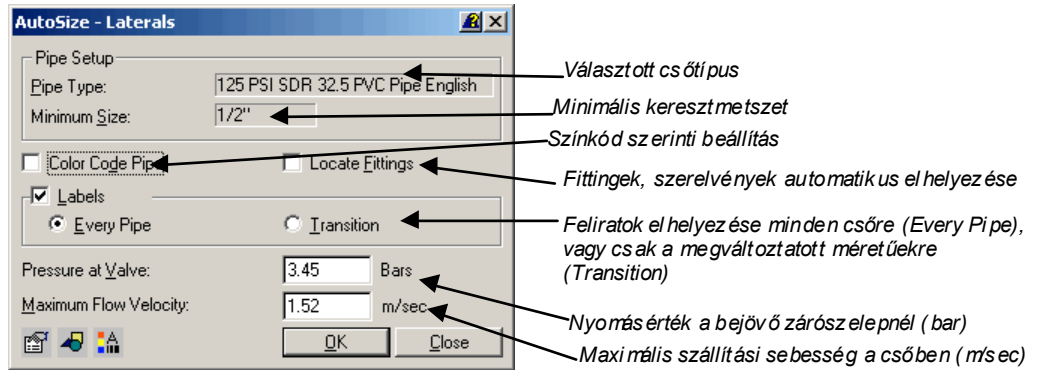 AutoSize - Laterals
Pipe Setup
Pipe Type: 125 PSI SDR 32.5 PVC Pipe English
Minimum Size: 1/2"
Color Code Pipe
Locate Fittings
Labels
Every Pipe
Transition
Pressure at Valve: 3.45 Bars
Maximum Flow Velocity: 1.52 m/sec
OK
Close
Választott csőtípus
Minimális keresztmetszet
Színkód szerinti beállítás
Fittingek, szerelvények automatikus elhelyezése
Feliratok elhelyezése minden csőre (Every Pipe),
vagy csak a megváltoztatott méretűekre
(Transition)
Nyomásérték a bejövő zárószelepnél (bar)
Maximális szállítási sebesség a csőben (m/sec)